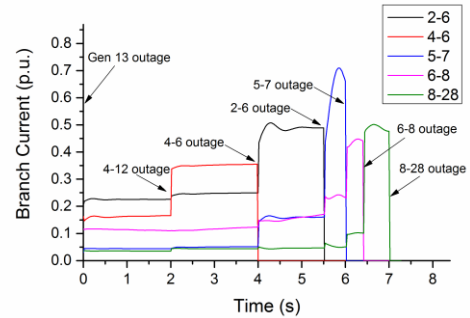 Branch Current (p.u.)
0.8
0.7
0.6
0.5
0.4
0.3
0.2
0.1
0.0
Gen 13 outage
4-12 outage
4-6 outage
2-6 outage
5-7 outage
6-8 outage
8-28 outage
2-6
4-6
5-7
6-8
8-28
0 1 2 3 4 5 6 7 8
Time (s)